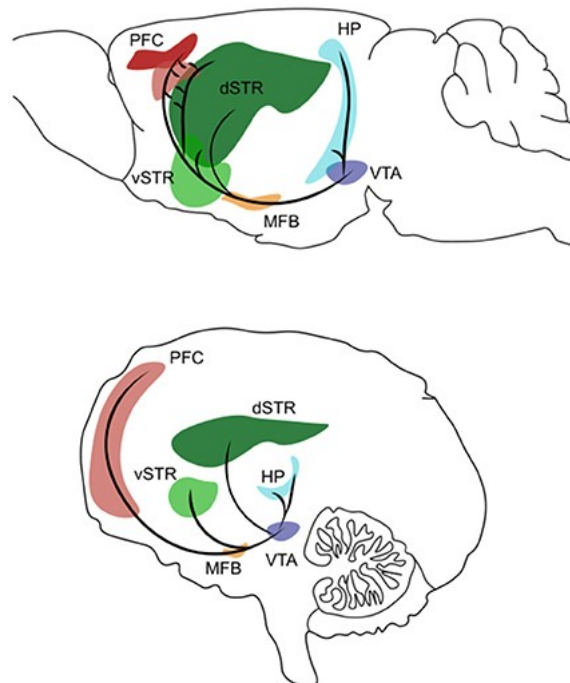 PFC
HP
dSTR
vSTR
VTA
MFB
PFC
dSTR
vSTR
HP
MFB
VTA